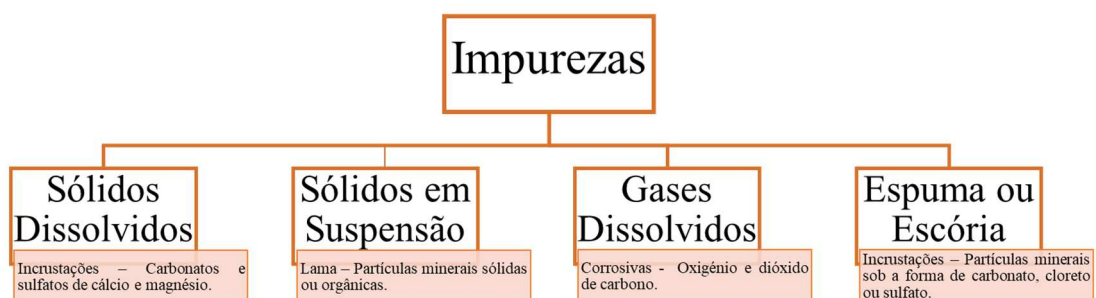 Impurezas
Sólidos
Dissolvidos
Incrustações – Carbonatos e
sulfatos de cálcio e magnésio.
Sólidos em
Suspensão
Lama – Partículas minerais sólidas
ou orgânicas.
Gases
Dissolvidos
Corrosivas - Oxigénio e dióxido
de carbono.
Espuma ou
Escória
Incrustações – Partículas minerais
sob a forma de carbonato, cloreto
ou sulfato.